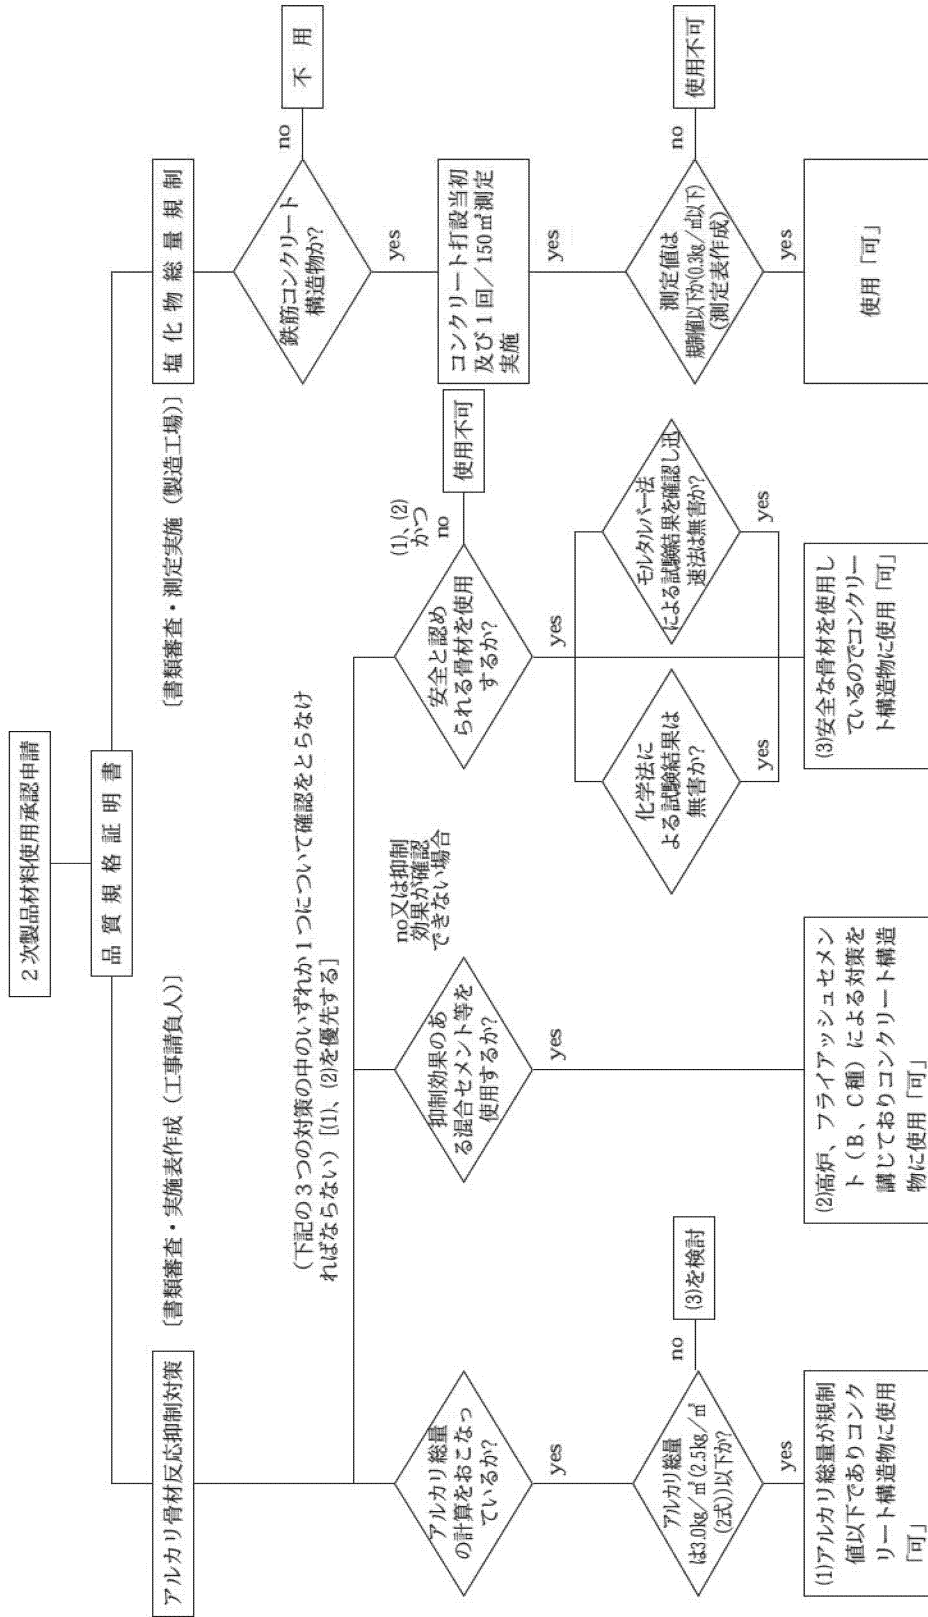 2次製品材料使用承認申請
品質規格証明書
アルカリ骨材反応抑制対策
〔書類審査・実施表作成（工事請負人）〕
塩化物総量規制
〔書類審査・測定実施（製造工場）〕
（下記の3つの対策の中のいずれか1つについて確認をとらなけ
ればならない）[(1)、(2)を優先する]
アルカリ総量
の計算をおこなっ
ているか?
yes
アルカリ総量
は3.0kg／㎥(2.5kg／㎥
(2式))以下か?
no
(3)を検討
yes
(1)アルカリ総量が規制
値以下でありコンク
リート構造物に使用
「可」
抑制効果のあ
る混合セメント等を
使用するか?
no又は抑制
効果が確認
できない場合
yes
(2)高炉、フライアッシュセメン
ト（B、C種）による対策を
講じておりコンクリート構造
物に使用「可」
安全と認め
られる骨材を使用
するか?
(1)、(2)
かつ
no
使用不可
yes
化学法に
よる試験結果は
無害か?
yes
モルタルバー法
による試験結果を確認し迅
速法は無害か?
yes
(3)安全な骨材を使用し
ているのでコンクリー
ト構造物に使用「可」
鉄筋コンクリート
構造物か?
no
不用
yes
コンクリート打設当初
及び1回／150㎥測定
実施
yes
測定値は
規制値以下か(0.3kg／㎥以下)
（測定表作成）
no
使用不可
yes
使用「可」